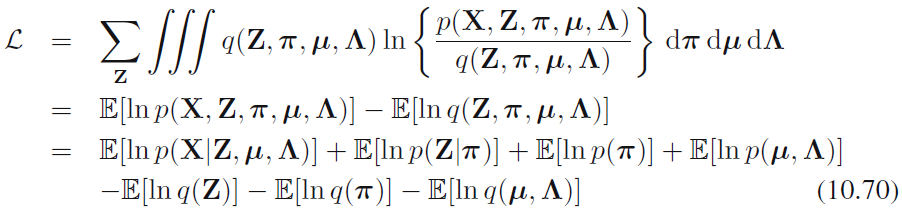 ℒ = ∑_Z ∭ q(Z, π, μ, Λ) ln { p(X, Z, π, μ, Λ) / q(Z, π, μ, Λ) } dπ dμ dΛ
= 𝔼[ln p(X, Z, π, μ, Λ)] − 𝔼[ln q(Z, π, μ, Λ)]
= 𝔼[ln p(X|Z, μ, Λ)] + 𝔼[ln p(Z|π)] + 𝔼[ln p(π)] + 𝔼[ln p(μ, Λ)]
−𝔼[ln q(Z)] − 𝔼[ln q(π)] − 𝔼[ln q(μ, Λ)] (10.70)